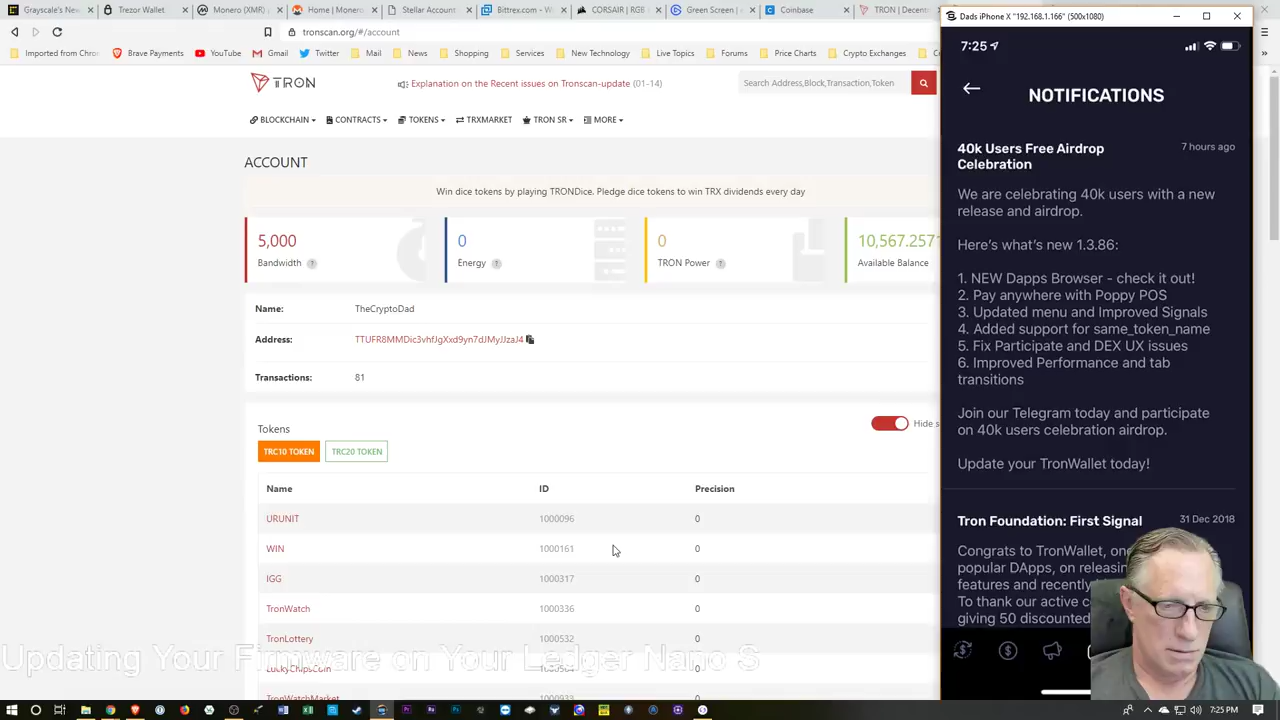 Grayscale's New
Trezor Wallet
Monero (XMR)
Home | Monero
Stellar Account
Bittrex.com - W
CORSAIR | RGB
Green Screen |
Coinbase
TRON | Decent
Dads iPhone X "192.168.1.166" (500x1080)
tronscan.org/#/account
Imported from Chro
Brave Payments
YouTube
Gmail
Mail
News
Shopping
Services
New Technology
Live Topics
Forums
Price Charts
Crypto Exchanges
TRON
Explanation on the Recent issues on Tronscan-update (01-14)
Search Address,Block,Transaction,Token
BLOCKCHAIN
CONTRACTS
TOKENS
TRXMARKET
TRON SR
MORE
ACCOUNT
Win dice tokens by playing TRONDice. Pledge dice tokens to win TRX dividends every day
5,000
Bandwidth
0
Energy
0
TRON Power
10,567.2571
Available Balance
Name: TheCryptoDad
Address: TTUFR8MMDic3vhfJgXxd9yn7dJMyJJzaJ4
Transactions: 81
Tokens
Hide s
TRC10 TOKEN
TRC20 TOKEN
Name ID Precision
URUNIT 1000096 0
WIN 1000161 0
IGG 1000317 0
TronWatch 1000336 0
TronLottery 1000532 0
LuckyChipsCoin 0
TronWatchMarket 1000933 0
Updating Your Firmware on Your Ledger Nano S
7:25
NOTIFICATIONS
40k Users Free Airdrop
Celebration
7 hours ago
We are celebrating 40k users with a new
release and airdrop.
Here's what's new 1.3.86:
1. NEW Dapps Browser - check it out!
2. Pay anywhere with Poppy POS
3. Updated menu and Improved Signals
4. Added support for same_token_name
5. Fix Participate and DEX UX issues
6. Improved Performance and tab
transitions
Join our Telegram today and participate
on 40k users celebration airdrop.
Update your TronWallet today!
Tron Foundation: First Signal
31 Dec 2018
Congrats to TronWallet, one
popular DApps, on releasing
features and recently
To thank our active
giving 50 discounted
7:25 PM